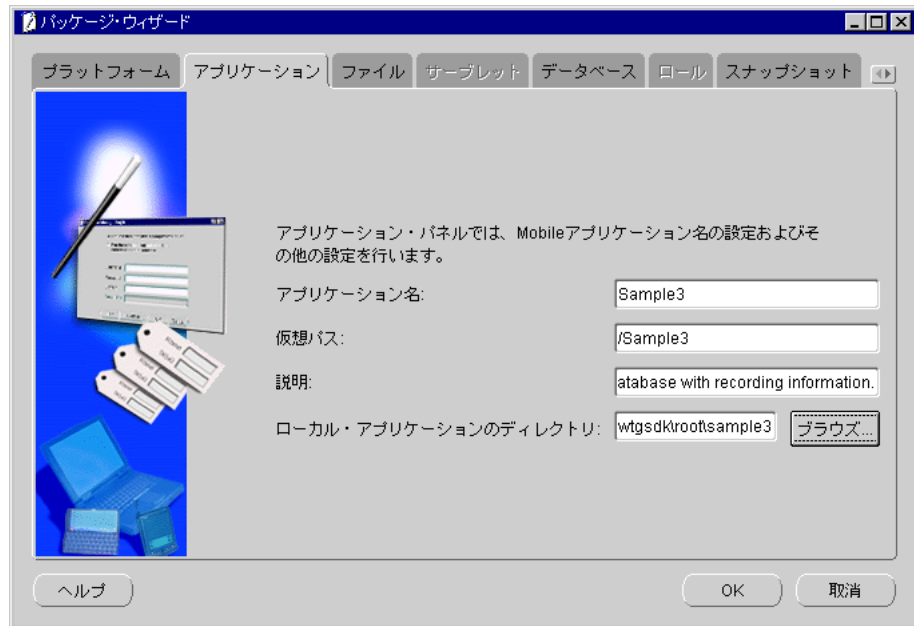 パッケージ・ウィザード
プラットフォーム アプリケーション ファイル サーブレット データベース ロール スナップショット
アプリケーション・パネルでは、Mobileアプリケーション名の設定およびそ
の他の設定を行います。
アプリケーション名: Sample3
仮想パス: /Sample3
説明: atabase with recording information.
ローカル・アプリケーションのディレクトリ: wtgsdk\root\sample3 ブラウズ...
ヘルプ OK 取消